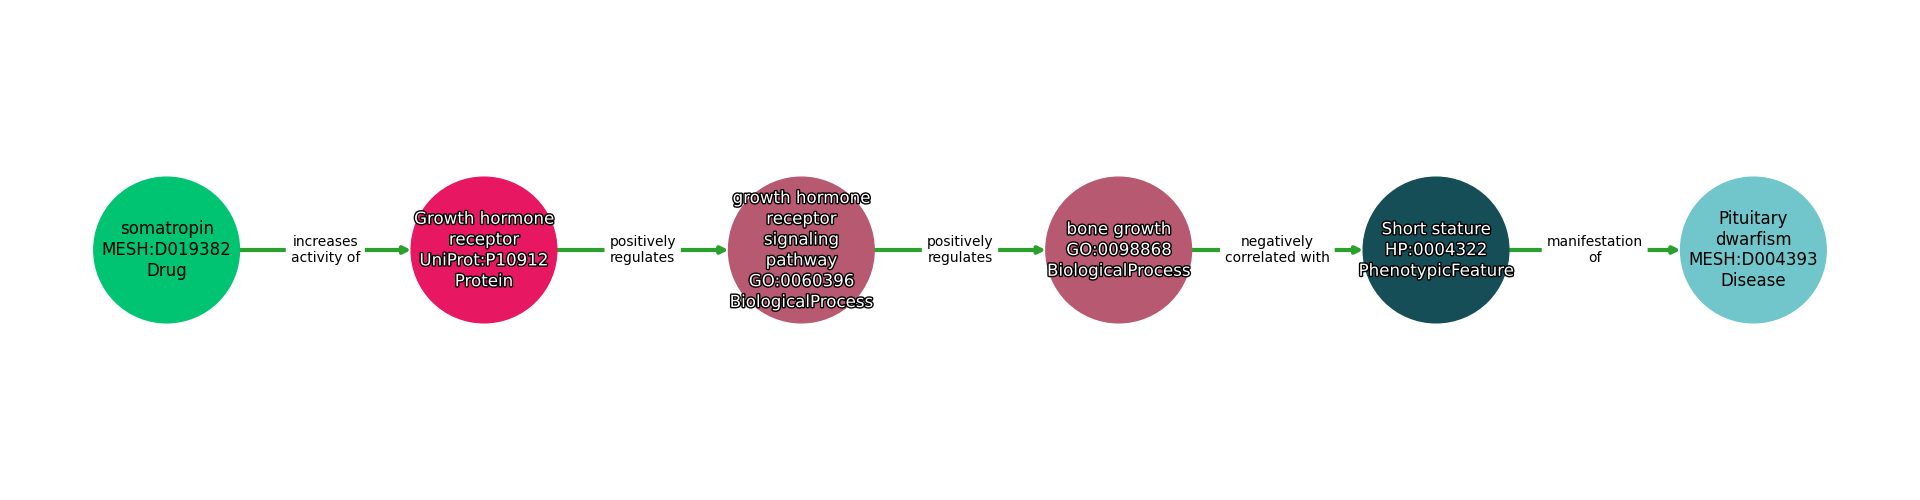 somatropin
MESH:D019382
Drug
increases
activity of
Growth hormone
receptor
UniProt:P10912
Protein
positively
regulates
growth hormone
receptor
signaling
pathway
GO:0060396
BiologicalProcess
positively
regulates
bone growth
GO:0098868
BiologicalProcess
negatively
correlated with
Short stature
HP:0004322
PhenotypicFeature
manifestation
of
Pituitary
dwarfism
MESH:D004393
Disease